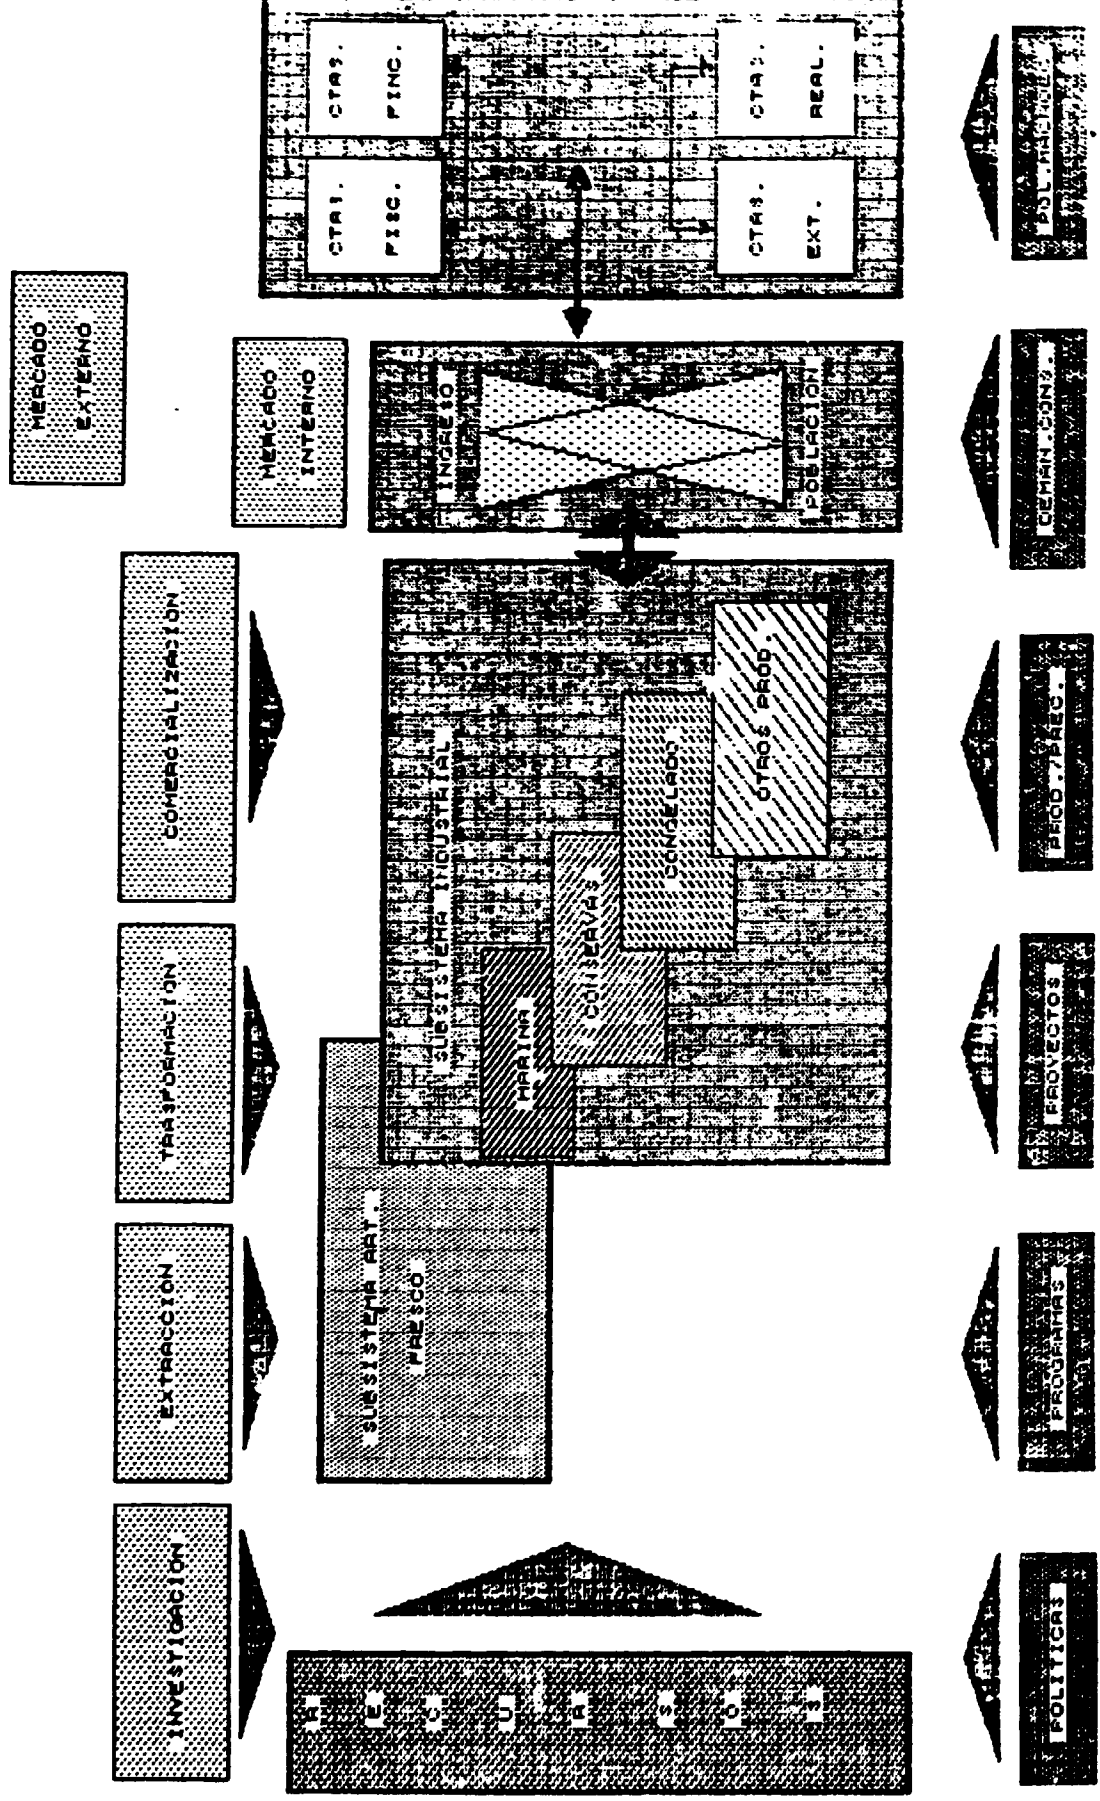 MERCADO
EXTERNO
INVESTIGACION
EXTRACCION
TRASFORMACION
COMERCIALIZACION
MERCADO
INTERNO
RECURSOS
SUBSISTEMA ART.
FRESCO
SUBSISTEMA INDUSTRIAL
HARINA
CONSERVAS
CONGELADO
OTROS PROD.
INGRESO
POBLACION
CTAS.
FISC.
CTAS.
FINC.
CTAS.
EXT.
CTAS.
REAL.
POLITICAS
PROGRAMAS
PROYECTOS
PROD./PREC.
DEMAN.CONS.